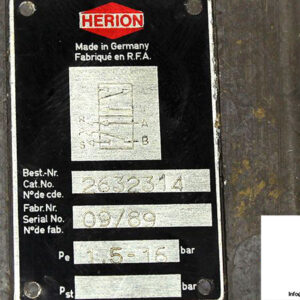 HERION
Made in Germany
Fabriqué en R.F.A.
A
B
Best.-Nr.
Cat.No. 2632314
N° de cde.
Fabr.Nr.
Serial No. 09/89
N° de fab.
Pe 1,5-16 bar
Pst bar